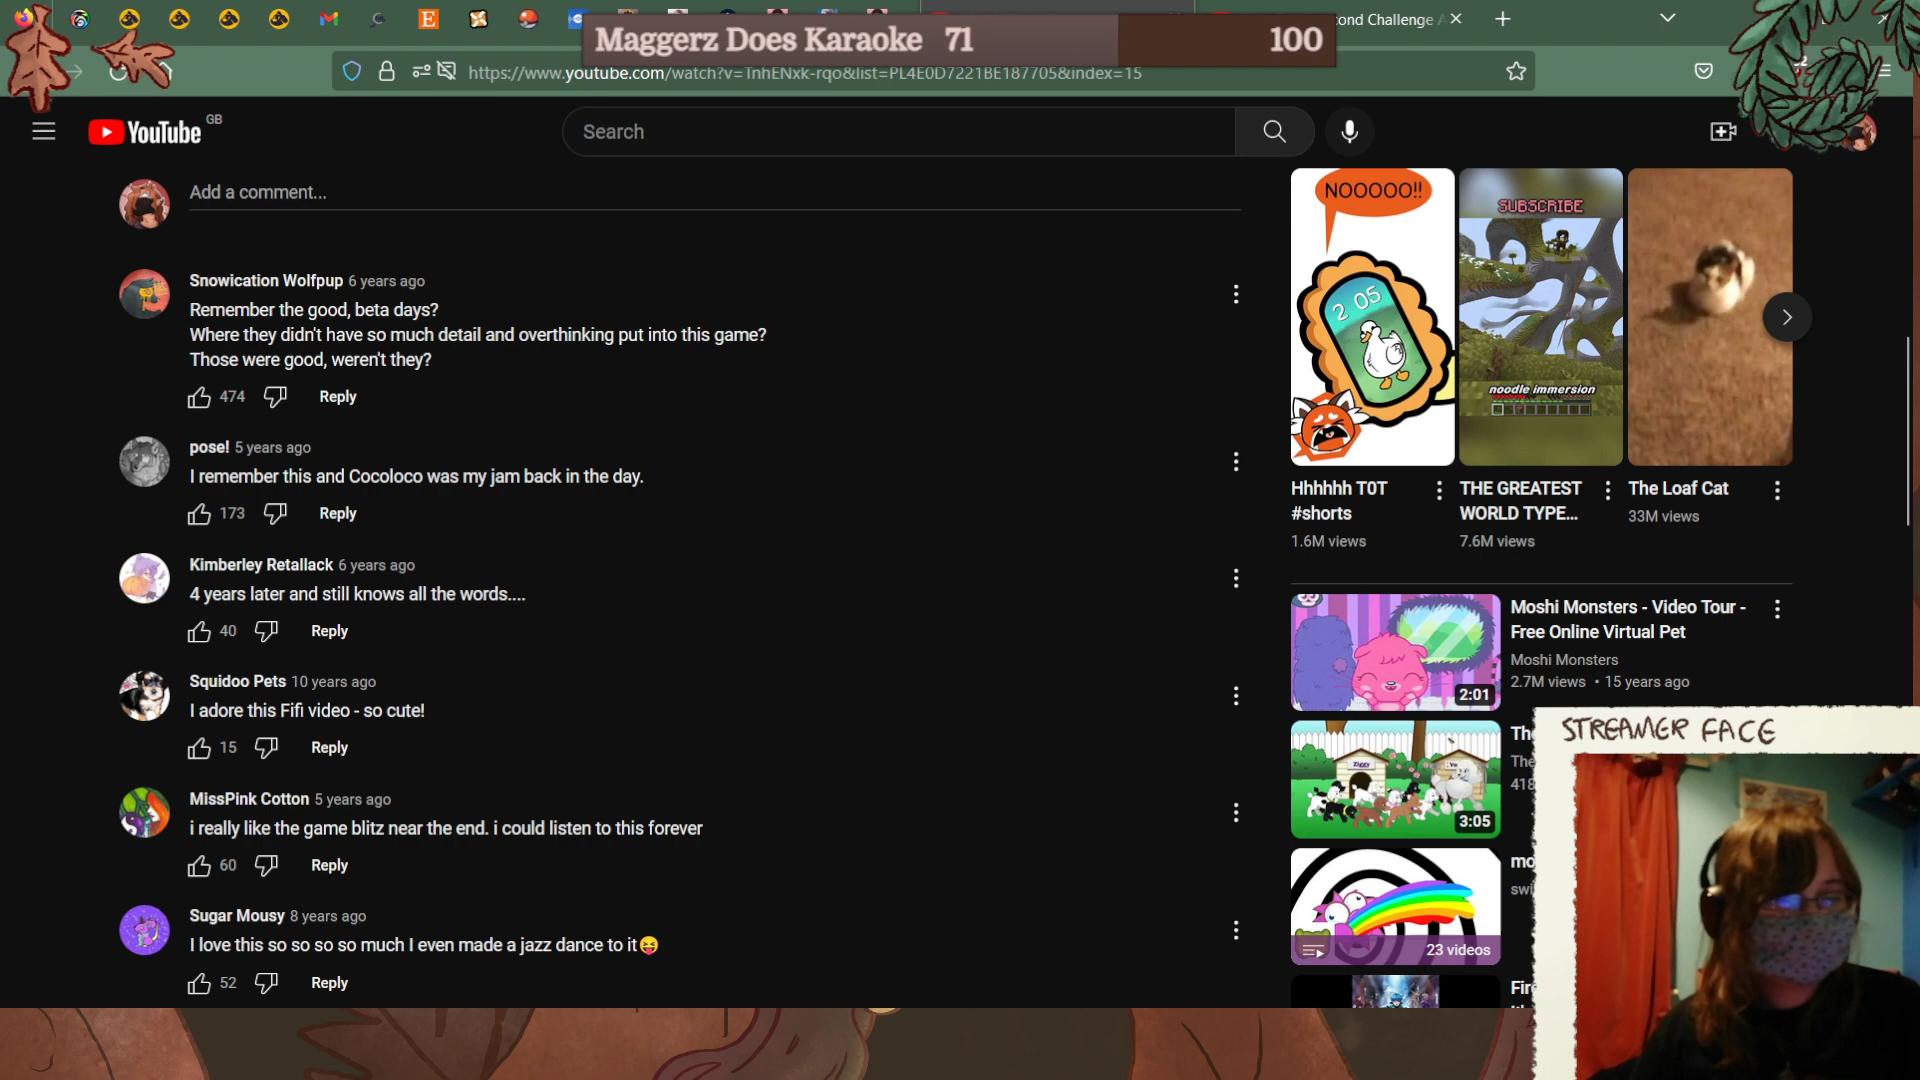 Maggerz Does Karaoke 71 100
ond Challenge
https://www.youtube.com/watch?v=TnhENxk-rqo&list=PL4E0D7221BE187705&index=15
YouTube GB
Search
Add a comment...
Snowication Wolfpup 6 years ago
Remember the good, beta days?
Where they didn't have so much detail and overthinking put into this game?
Those were good, weren't they?
474 Reply
pose! 5 years ago
I remember this and Cocoloco was my jam back in the day.
173 Reply
Kimberley Retallack 6 years ago
4 years later and still knows all the words....
40 Reply
Squidoo Pets 10 years ago
I adore this Fifi video - so cute!
15 Reply
MissPink Cotton 5 years ago
i really like the game blitz near the end. i could listen to this forever
60 Reply
Sugar Mousy 8 years ago
I love this so so so so much I even made a jazz dance to it😝
52 Reply
NOOOOO!!
2 05
SUBSCRIBE
noodle immersion
Hhhhhh T0T
#shorts
1.6M views
THE GREATEST
WORLD TYPE...
7.6M views
The Loaf Cat
33M views
2:01
Moshi Monsters - Video Tour -
Free Online Virtual Pet
Moshi Monsters
2.7M views • 15 years ago
ZIGGY
3:05
The
The
418
23 videos
mo
swi
Fire
STREAMER FACE